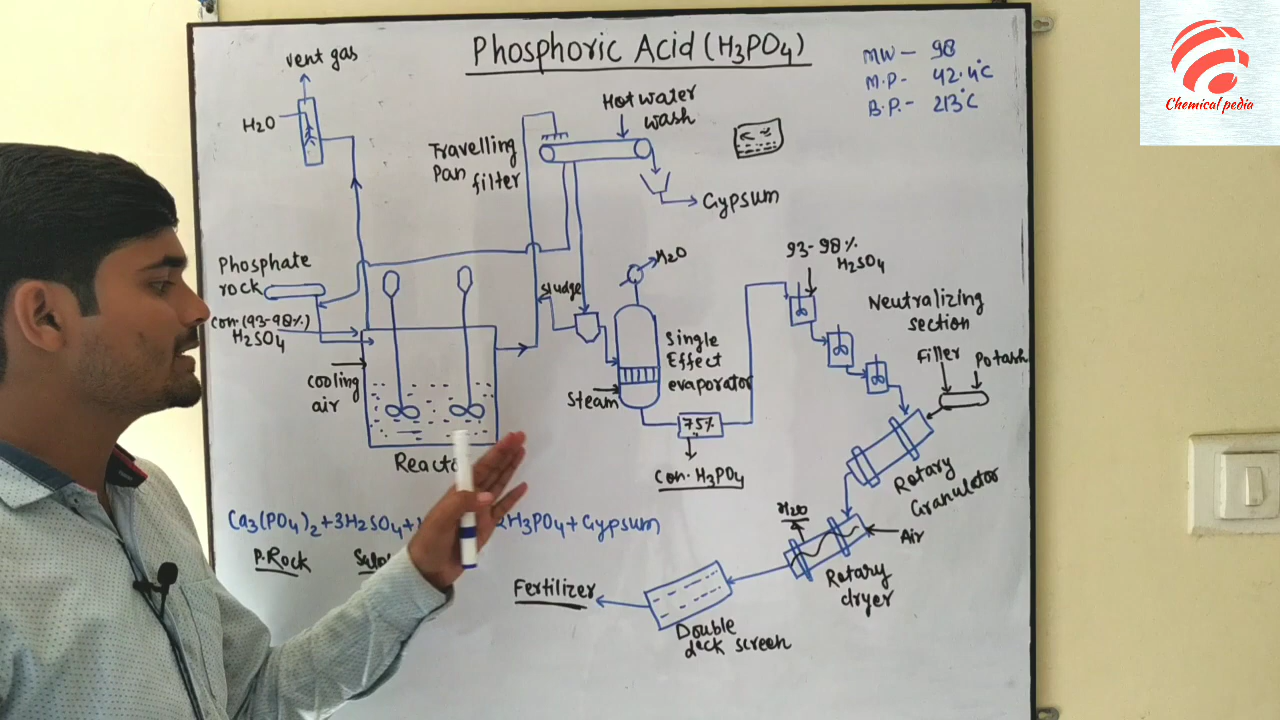 Phosphoric Acid (H3PO4)
MW - 98
M.P- 42.4°C
B.P.- 213°C
Chemical pedia
vent gas
H2O
Hot water
wash
Travelling
Pan
filter
Gypsum
Phosphate
rock
con.(93-98%)
H2SO4
cooling
air
sludge
H2O
Single
Effect
evaporator
Steam
75%
Con. H3PO4
93-98%
H2SO4
Neutralizing
section
Filler
Potash
Rotary
Granulator
H2O
Air
Rotary
dryer
Double
deck screen
Fertilizer
Ca3(PO4)2+3H2SO4+ H3PO4+Gypsum
P.Rock